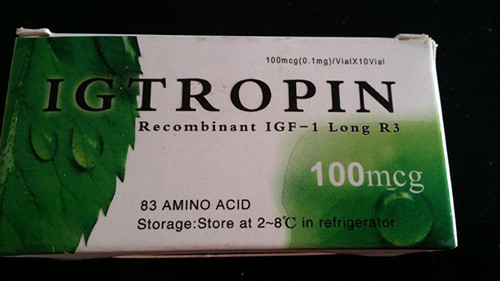 100mcg(0.1mg)/VialX10Vial
IGTROPIN
Recombinant IGF-1 Long R3
100mcg
83 AMINO ACID
Storage:Store at 2~8℃ in refrigerator